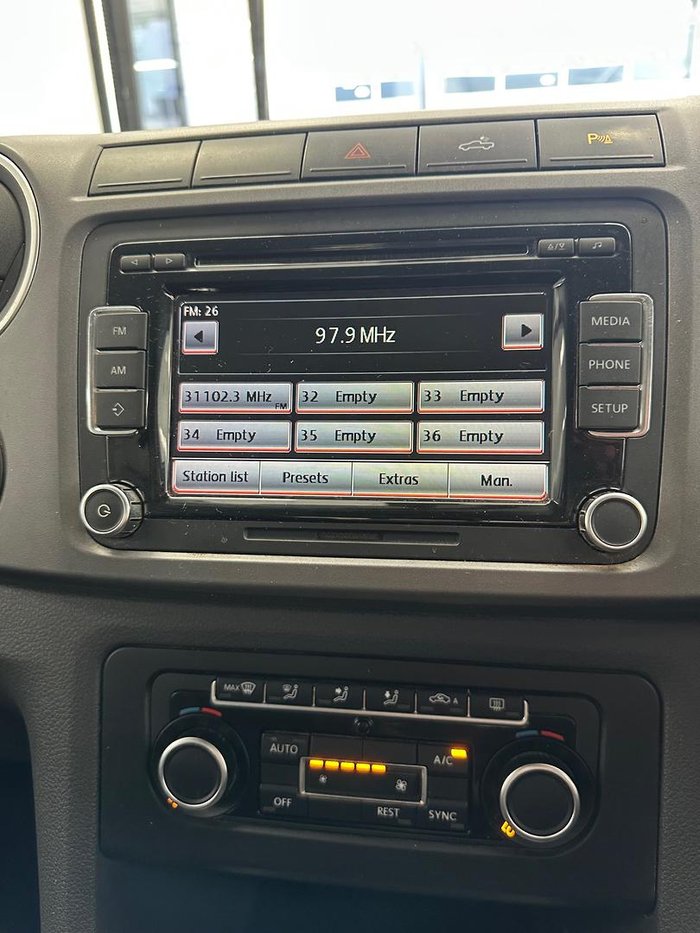 P
FM: 26
97.9 MHz
FM
AM
MEDIA
PHONE
SETUP
31 102.3 MHz FM
32 Empty
33 Empty
34 Empty
35 Empty
36 Empty
Station list
Presets
Extras
Man.
MAX
A
AUTO
A/C
OFF
REST
SYNC